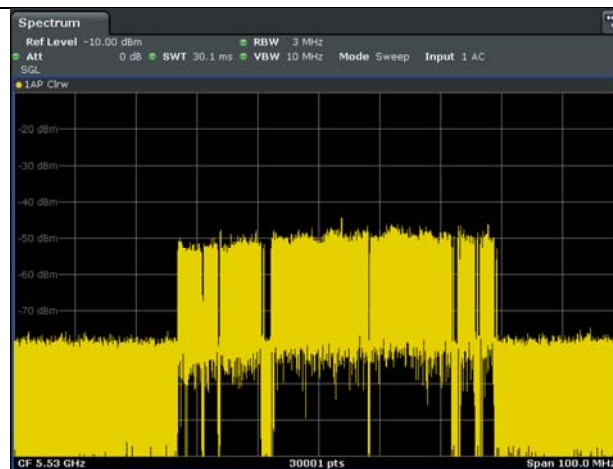 Spectrum
Ref Level -10.00 dBm RBW 3 MHz
Att 0 dB SWT 30.1 ms VBW 10 MHz Mode Sweep Input 1 AC
SGL
1AP Clrw
-20 dBm
-30 dBm
-40 dBm
-50 dBm
-60 dBm
-70 dBm
CF 5.53 GHz 30001 pts Span 100.0 MHz